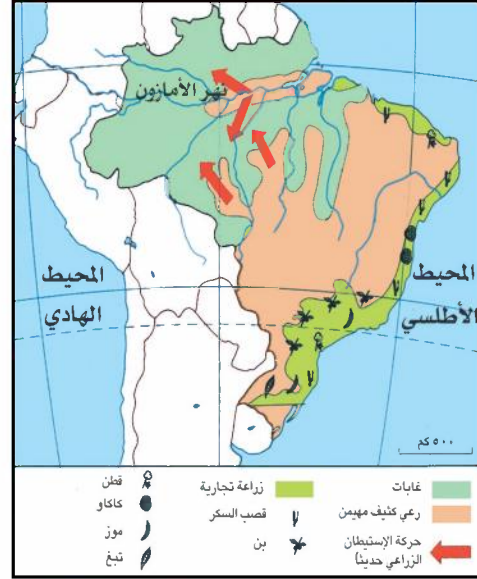 نهر الأمازون
المحيط
الهادي
المحيط
الأطلسي
٥٠٠ كم
غابات
رعي كثيف مهيمن
حركة الإستيطان
الزراعي حديثا)
زراعة تجارية
قصب السكر
بن
قطن
كاكاو
موز
تبغ